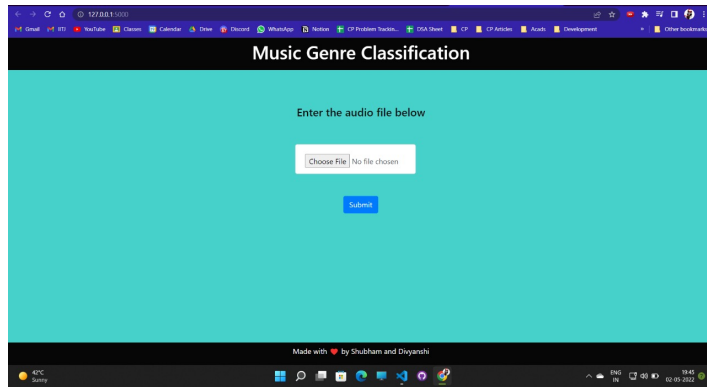 127.0.0.1:5000
Gmail IITI YouTube Classes Calendar Drive Discord WhatsApp Notion CP Problem Trackin... DSA Sheet CP CP Articles Acads Development » Other bookmarks
Music Genre Classification
Enter the audio file below
Choose File No file chosen
Submit
Made with ❤ by Shubham and Divyanshi
42°C
Sunny
ENG
IN
19:45
02-05-2022